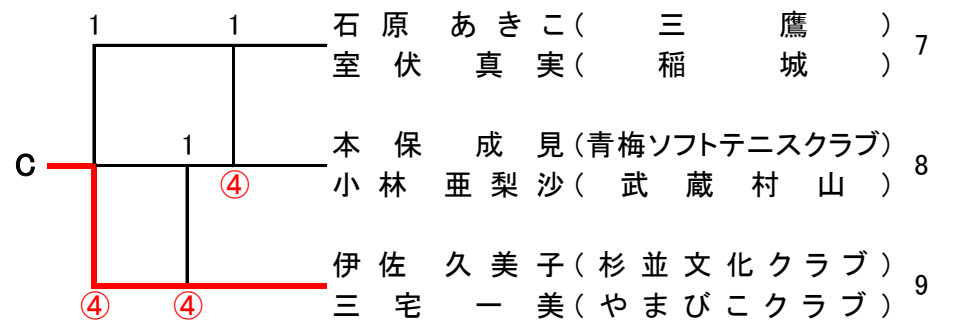 1 1 石原 あきこ(三鷹) 7
室伏 真実(稲城)
1 本保 成見(青梅ソフトテニスクラブ) 8
C
④ 小林 亜梨沙(武蔵村山)
伊佐 久美子(杉並文化クラブ) 9
④ ④ 三宅 一美(やまびこクラブ)